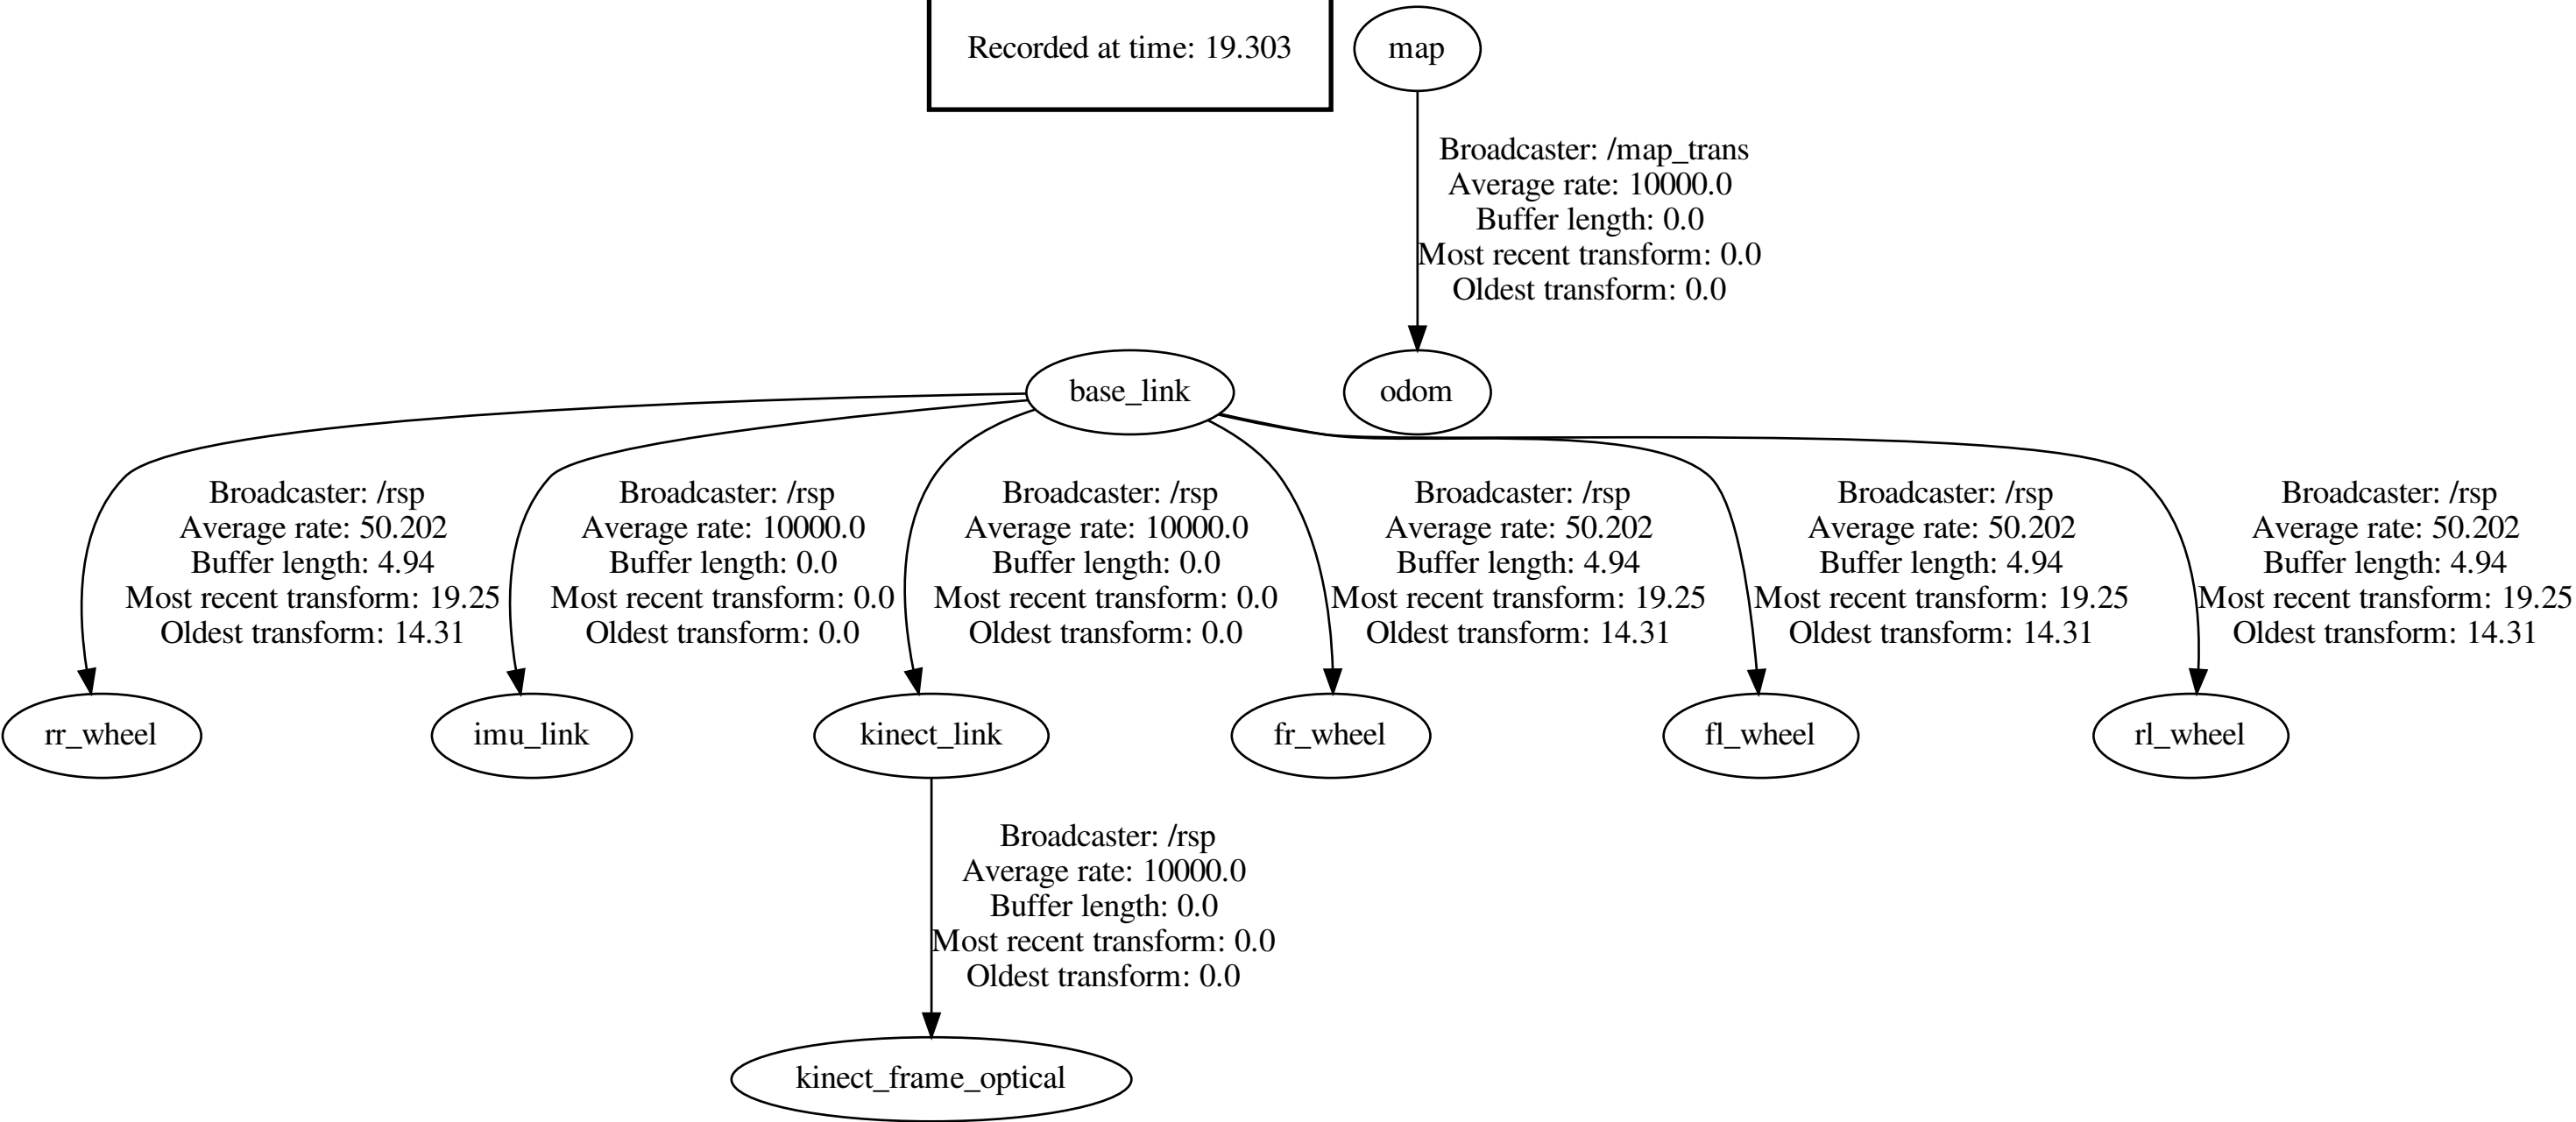 Recorded at time: 19.303
map
Broadcaster: /map_trans
Average rate: 10000.0
Buffer length: 0.0
Most recent transform: 0.0
Oldest transform: 0.0
base_link
odom
Broadcaster: /rsp
Average rate: 50.202
Buffer length: 4.94
Most recent transform: 19.25
Oldest transform: 14.31
Broadcaster: /rsp
Average rate: 10000.0
Buffer length: 0.0
Most recent transform: 0.0
Oldest transform: 0.0
Broadcaster: /rsp
Average rate: 10000.0
Buffer length: 0.0
Most recent transform: 0.0
Oldest transform: 0.0
Broadcaster: /rsp
Average rate: 50.202
Buffer length: 4.94
Most recent transform: 19.25
Oldest transform: 14.31
Broadcaster: /rsp
Average rate: 50.202
Buffer length: 4.94
Most recent transform: 19.25
Oldest transform: 14.31
Broadcaster: /rsp
Average rate: 50.202
Buffer length: 4.94
Most recent transform: 19.25
Oldest transform: 14.31
rr_wheel
imu_link
kinect_link
fr_wheel
fl_wheel
rl_wheel
Broadcaster: /rsp
Average rate: 10000.0
Buffer length: 0.0
Most recent transform: 0.0
Oldest transform: 0.0
kinect_frame_optical